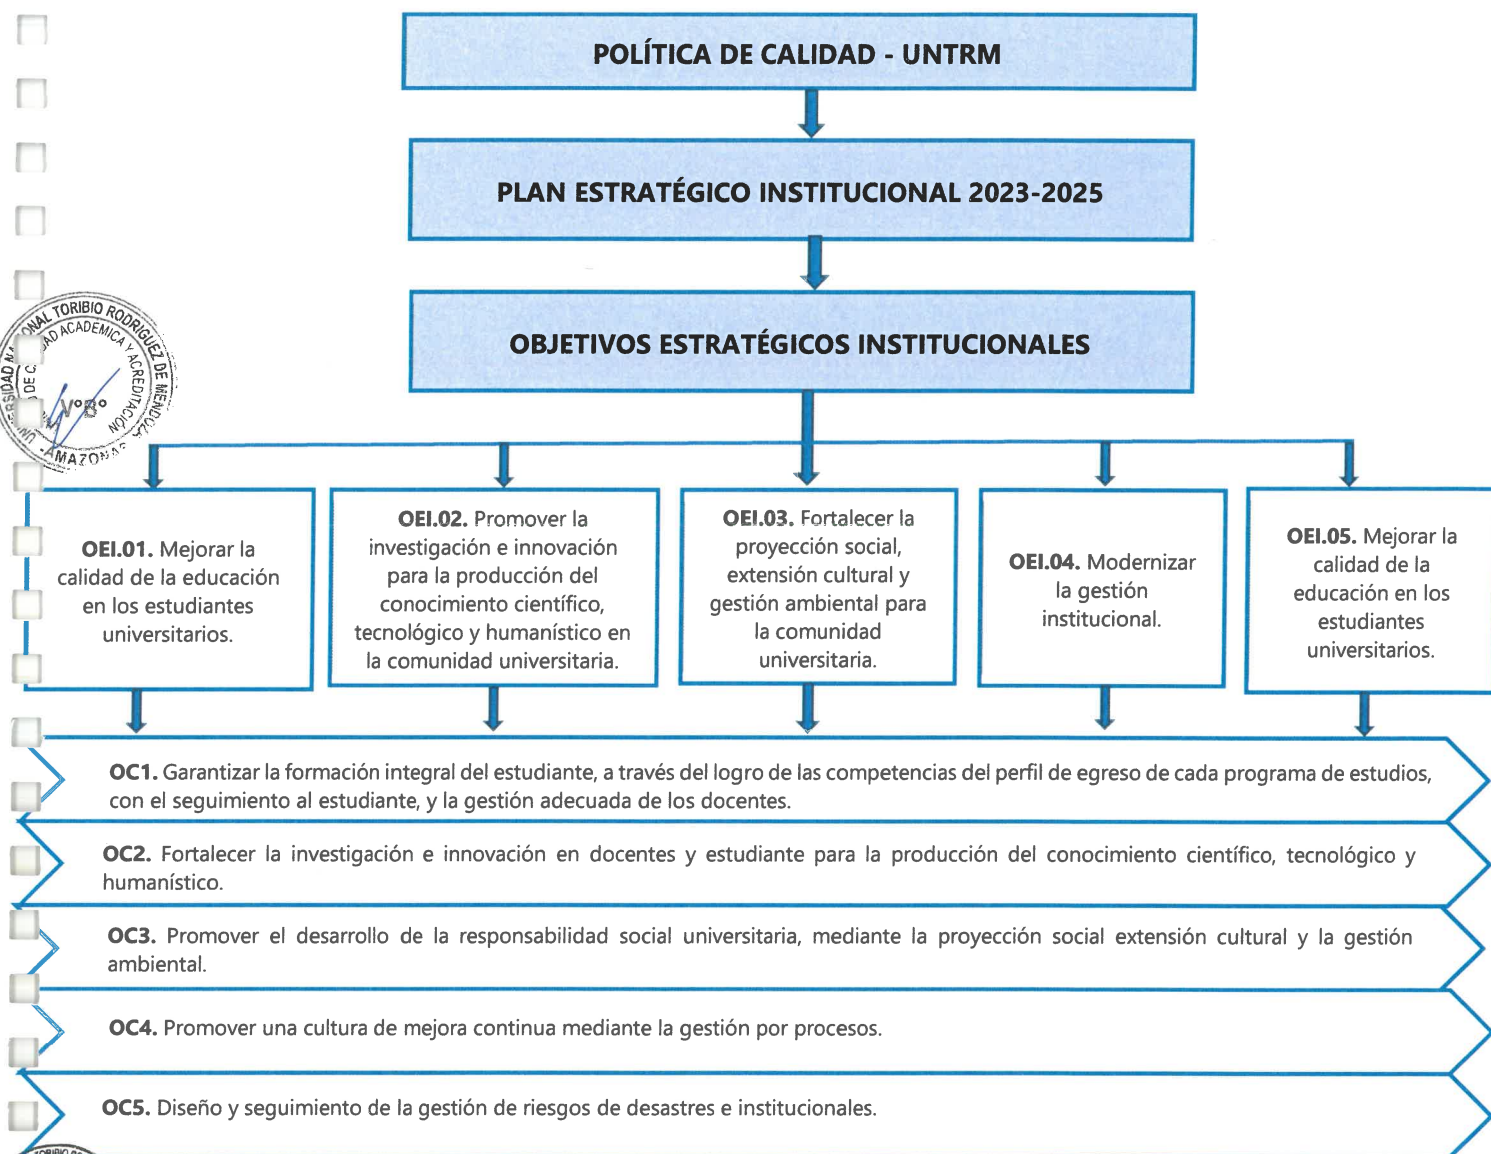 POLÍTICA DE CALIDAD - UNTRM
PLAN ESTRATÉGICO INSTITUCIONAL 2023-2025
OBJETIVOS ESTRATÉGICOS INSTITUCIONALES
TORIBIO RODRIGUEZ DE MENDOZA
ACADEMICA Y ACREDITACIÓN
V°B°
AMAZONAS
OEI.01. Mejorar la
calidad de la educación
en los estudiantes
universitarios.
OEI.02. Promover la
investigación e innovación
para la producción del
conocimiento científico,
tecnológico y humanístico en
la comunidad universitaria.
OEI.03. Fortalecer la
proyección social,
extensión cultural y
gestión ambiental para
la comunidad
universitaria.
OEI.04. Modernizar
la gestión
institucional.
OEI.05. Mejorar la
calidad de la
educación en los
estudiantes
universitarios.
OC1. Garantizar la formación integral del estudiante, a través del logro de las competencias del perfil de egreso de cada programa de estudios,
con el seguimiento al estudiante, y la gestión adecuada de los docentes.
OC2. Fortalecer la investigación e innovación en docentes y estudiante para la producción del conocimiento científico, tecnológico y
humanístico.
OC3. Promover el desarrollo de la responsabilidad social universitaria, mediante la proyección social extensión cultural y la gestión
ambiental.
OC4. Promover una cultura de mejora continua mediante la gestión por procesos.
OC5. Diseño y seguimiento de la gestión de riesgos de desastres e institucionales.